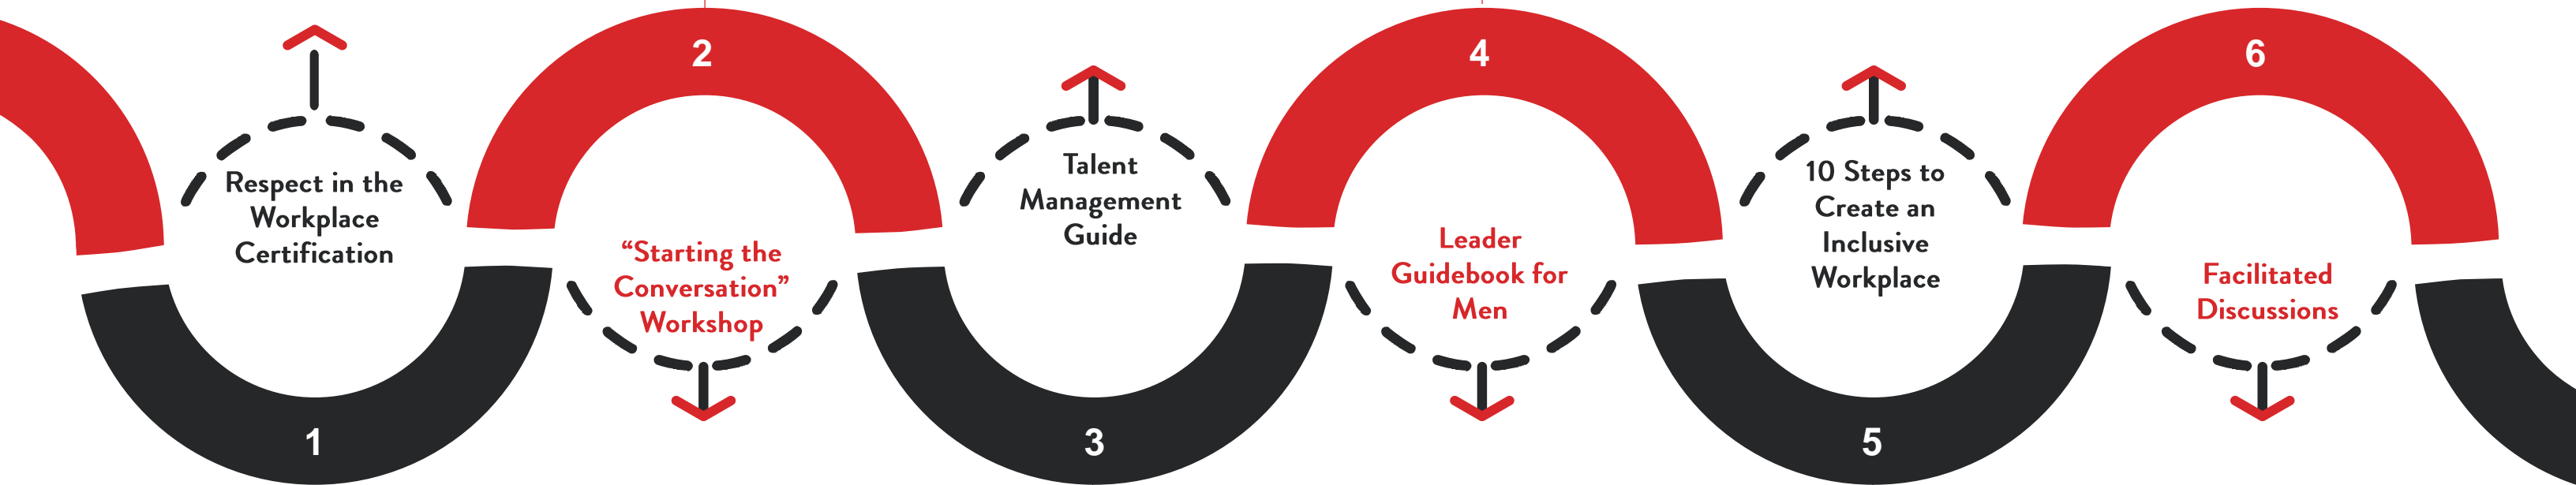 1
Respect in the
Workplace
Certification
2
“Starting the
Conversation”
Workshop
3
Talent
Management
Guide
4
Leader
Guidebook for
Men
5
10 Steps to
Create an
Inclusive
Workplace
6
Facilitated
Discussions